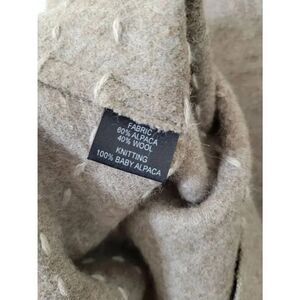 FABRIC
60% ALPACA
40% WOOL
KNITTING
100% BABY ALPACA